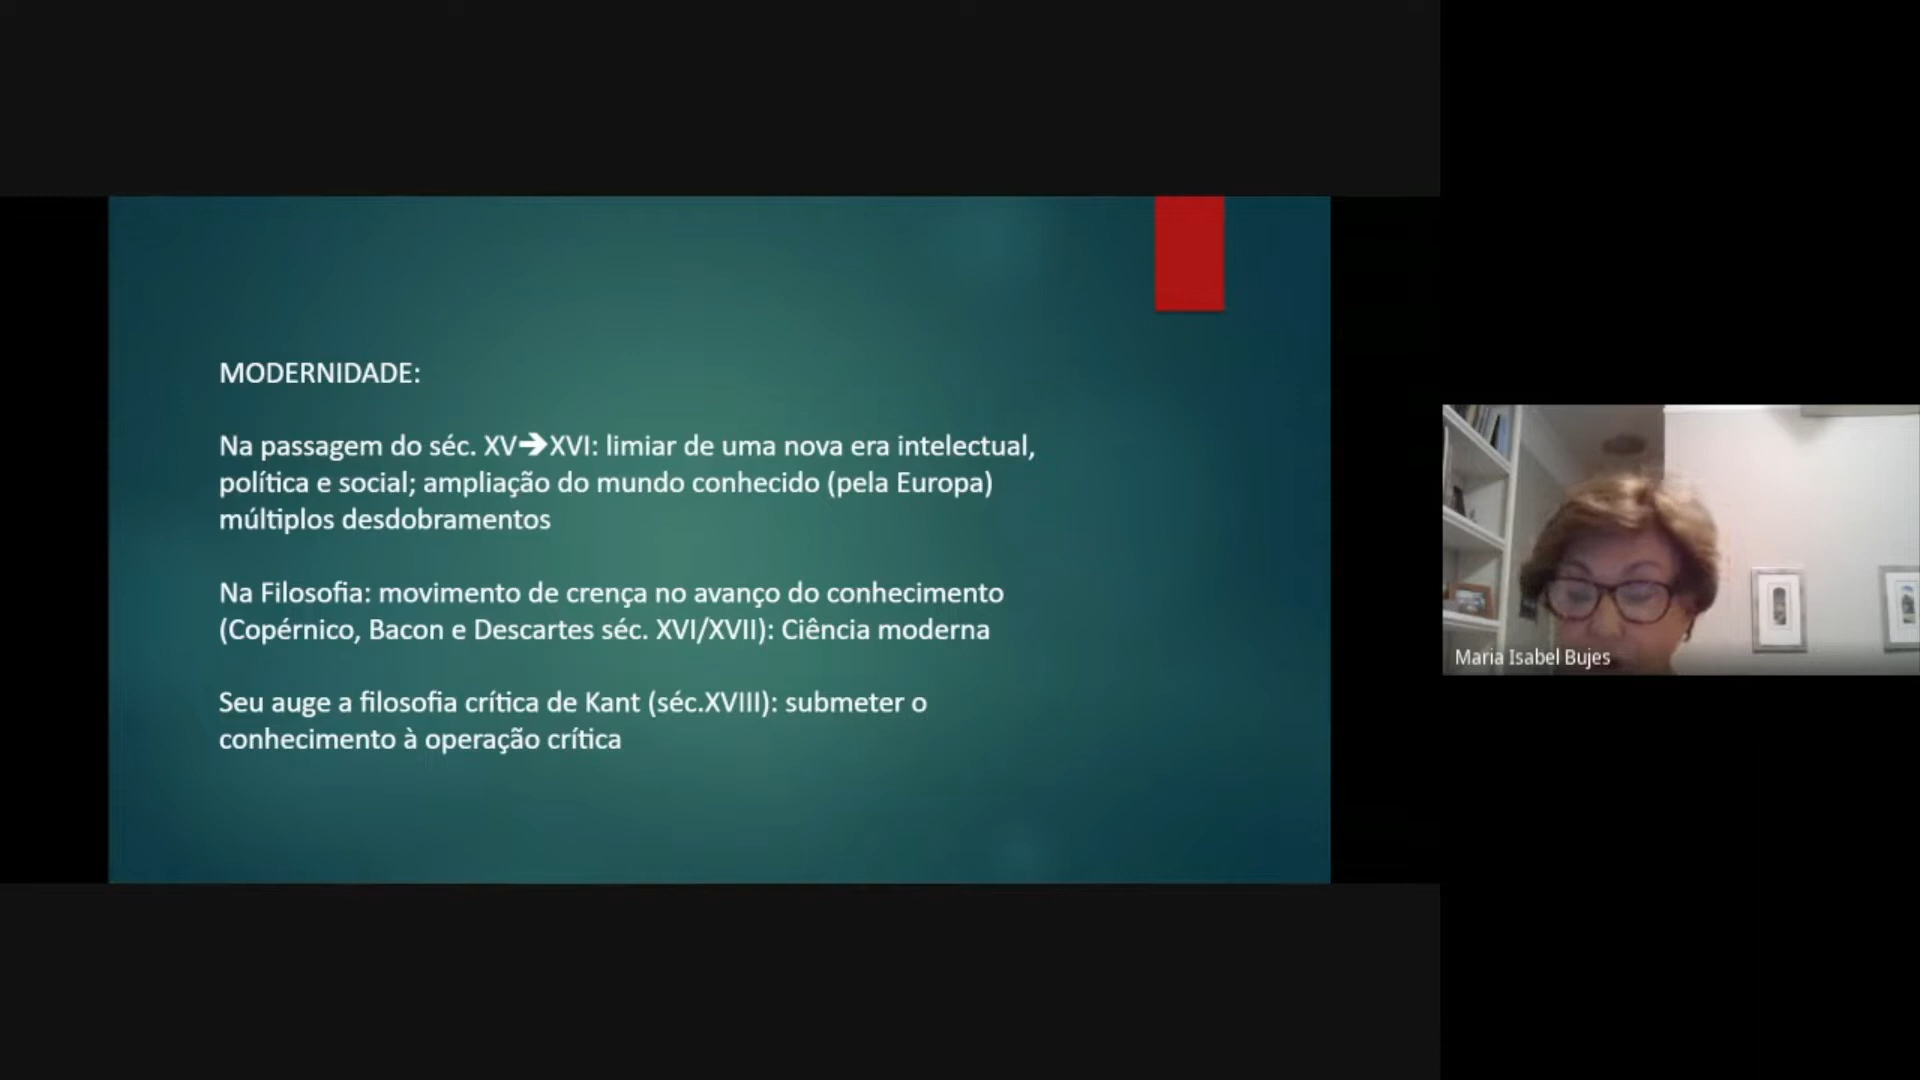 MODERNIDADE:
Na passagem do séc. XV➔XVI: limiar de uma nova era intelectual,
política e social; ampliação do mundo conhecido (pela Europa)
múltiplos desdobramentos
Na Filosofia: movimento de crença no avanço do conhecimento
(Copérnico, Bacon e Descartes séc. XVI/XVII): Ciência moderna
Seu auge a filosofia crítica de Kant (séc.XVIII): submeter o
conhecimento à operação crítica
Maria Isabel Bujes